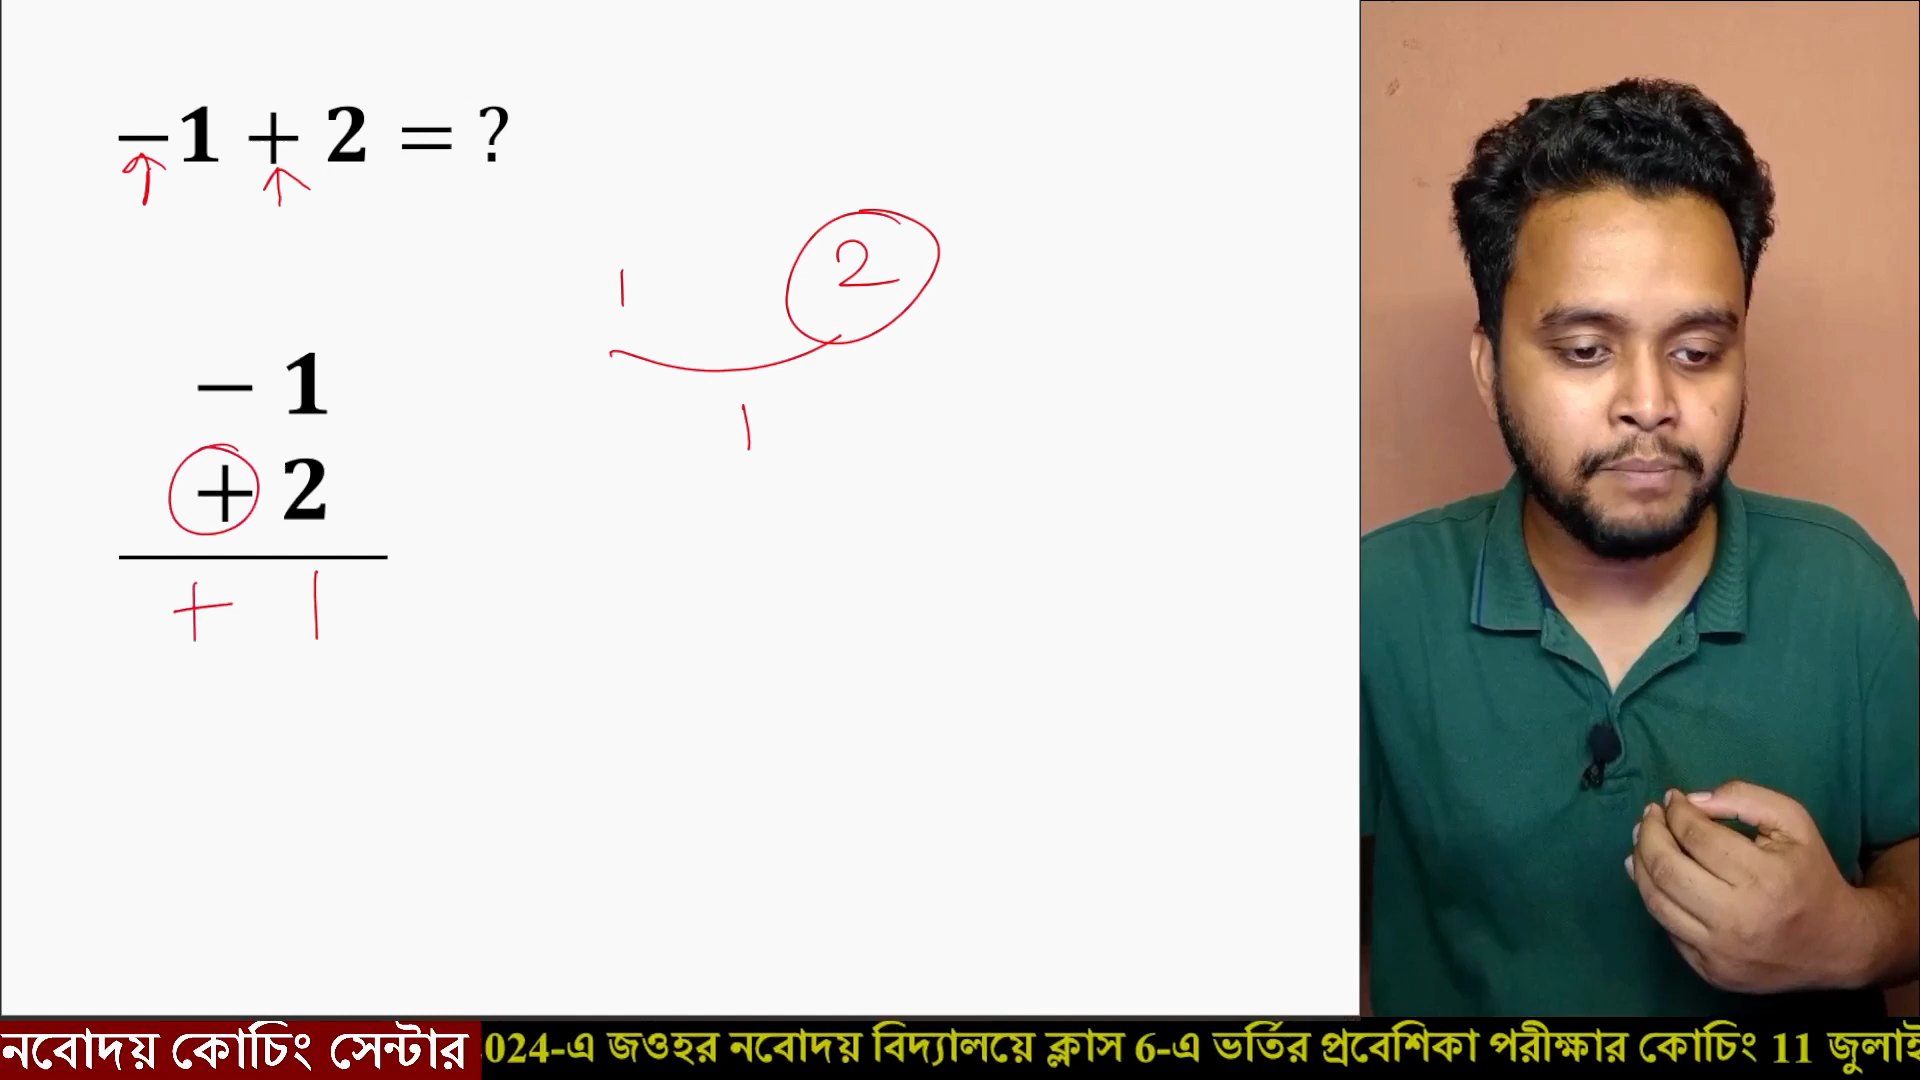 −1 + 2 = ?
1 2
1
− 1
+ 2
+ 1
নবোদয় কোচিং সেন্টার
024-এ জওহর নবোদয় বিদ্যালয়ে ক্লাস 6-এ ভর্তির প্রবেশিকা পরীক্ষার কোচিং 11 জুলাই